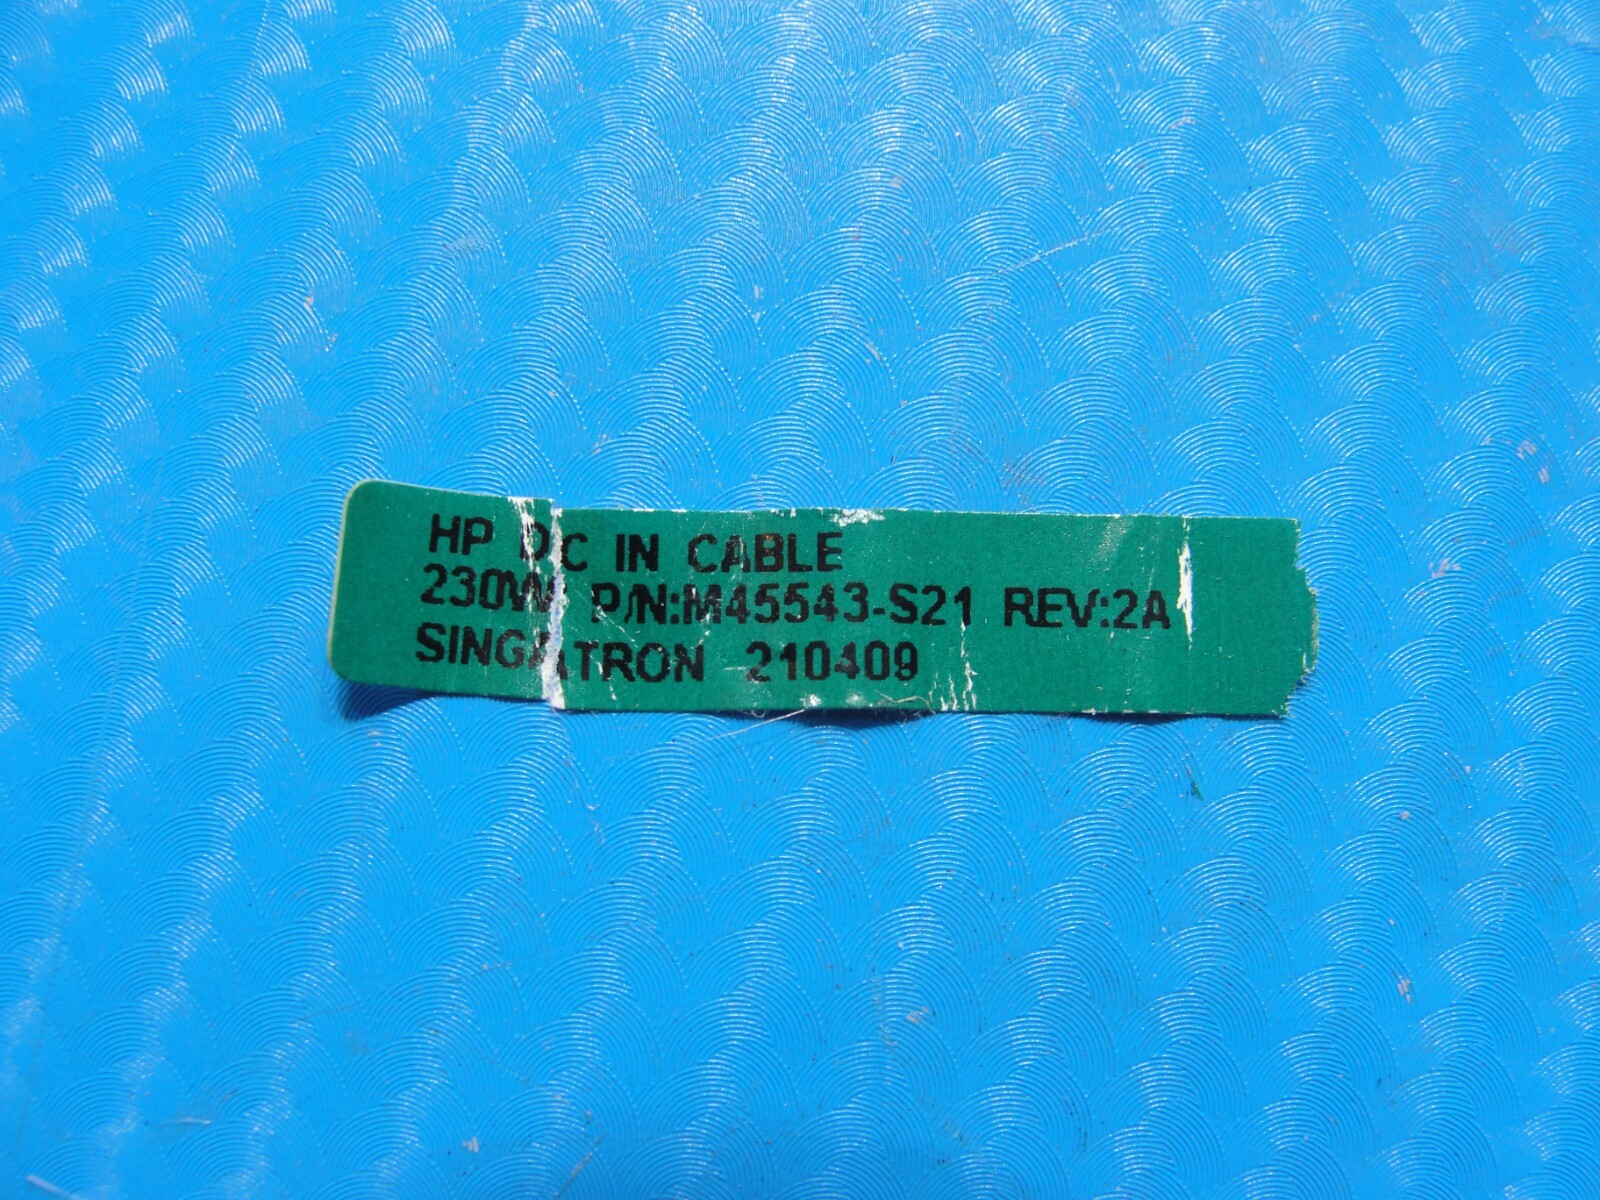 HP DC IN CABLE
230W P/N:M45543-S21 REV:2A
SINGATRON 210409